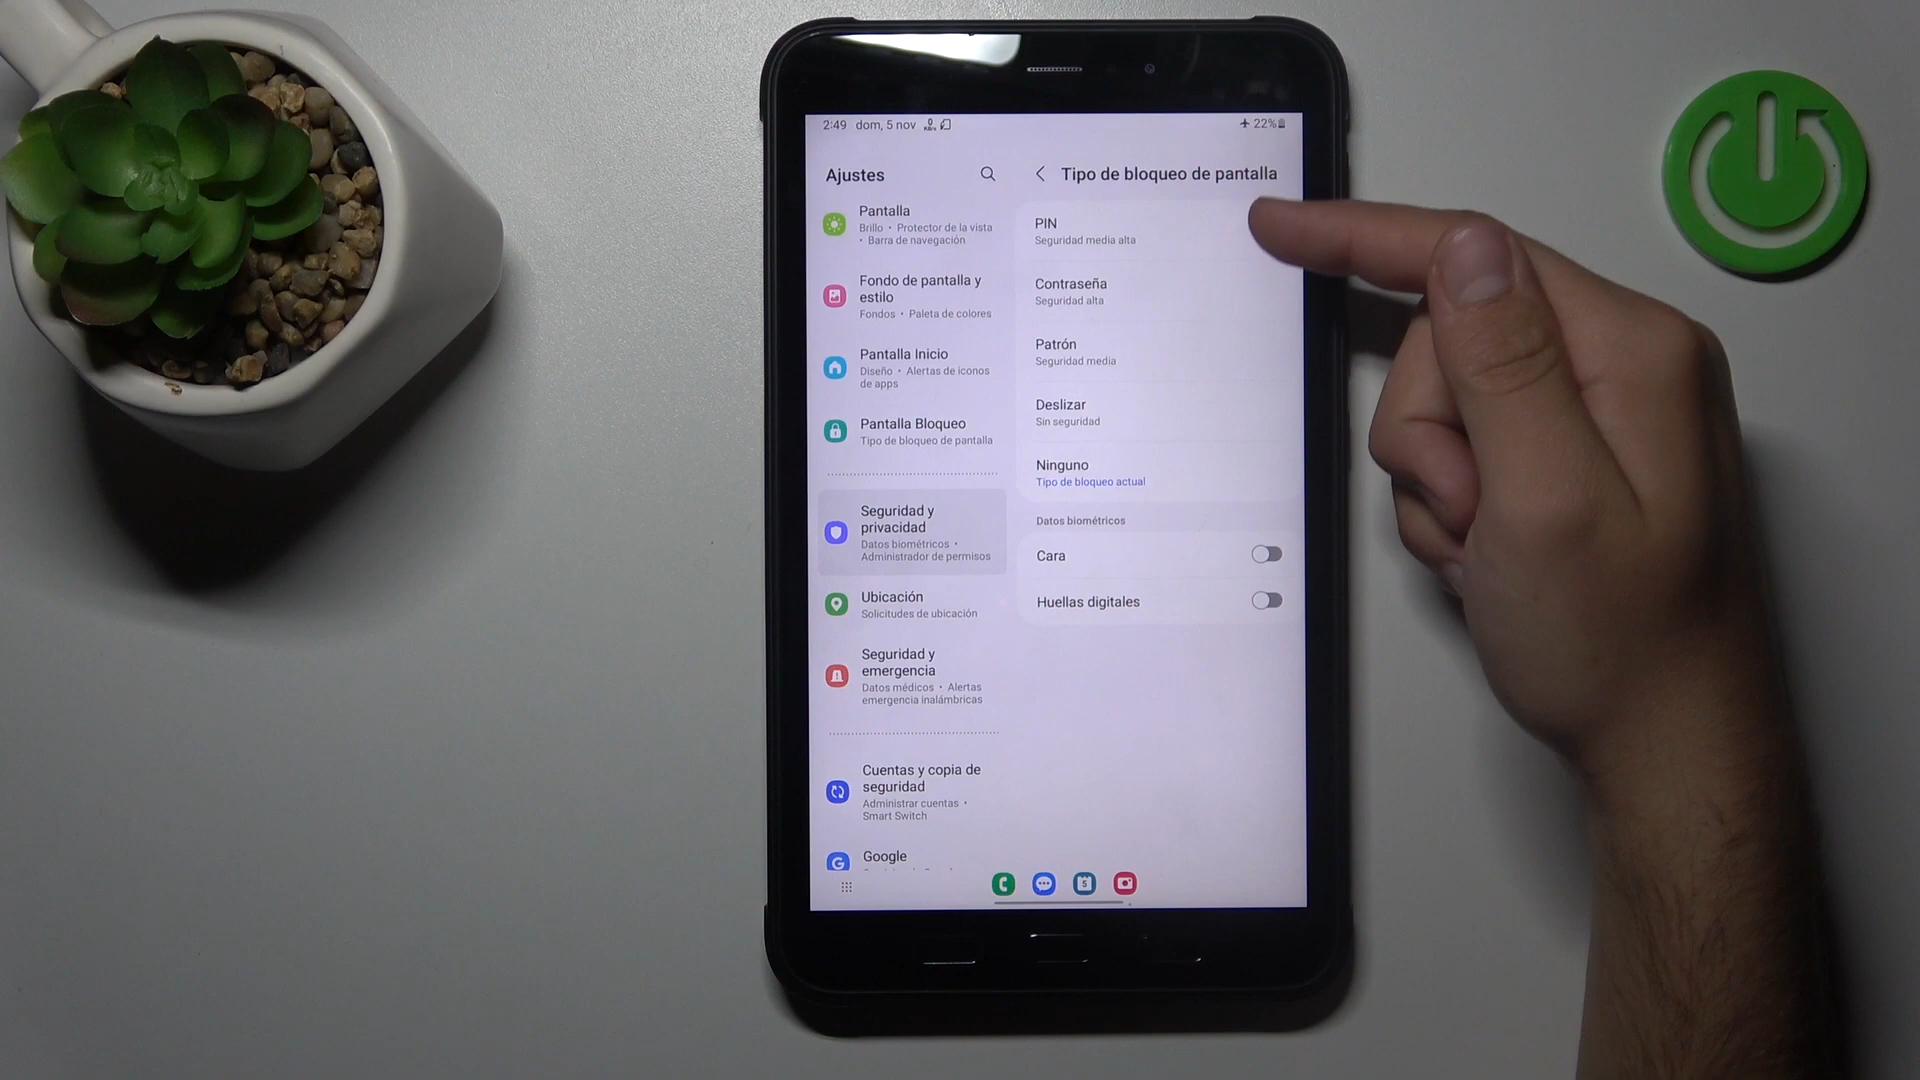 2:49 dom, 5 nov
22%
Ajustes
Pantalla
Brillo • Protector de la vista
• Barra de navegación
Fondo de pantalla y
estilo
Fondos • Paleta de colores
Pantalla Inicio
Diseño • Alertas de iconos
de apps
Pantalla Bloqueo
Tipo de bloqueo de pantalla
Seguridad y
privacidad
Datos biométricos •
Administrador de permisos
Ubicación
Solicitudes de ubicación
Seguridad y
emergencia
Datos médicos • Alertas
emergencia inalámbricas
Cuentas y copia de
seguridad
Administrar cuentas •
Smart Switch
Google
Tipo de bloqueo de pantalla
PIN
Seguridad media alta
Contraseña
Seguridad alta
Patrón
Seguridad media
Deslizar
Sin seguridad
Ninguno
Tipo de bloqueo actual
Datos biométricos
Cara
Huellas digitales
5